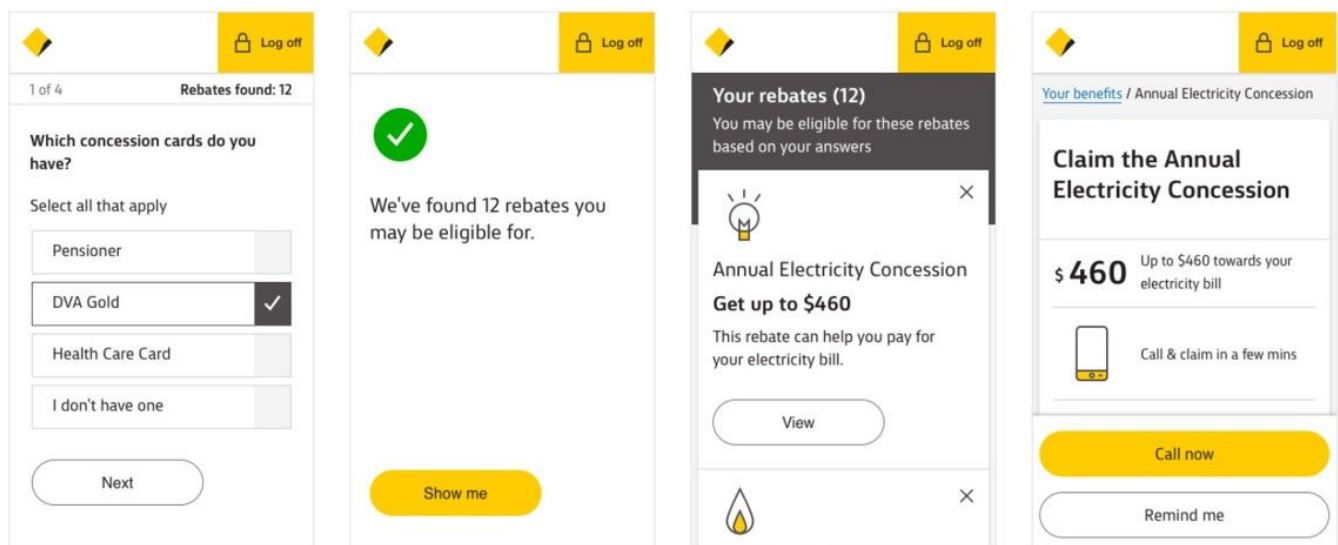 Log off
1 of 4 Rebates found: 12
Which concession cards do you
have?
Select all that apply
Pensioner
DVA Gold
Health Care Card
I don't have one
Next
Log off
We've found 12 rebates you
may be eligible for.
Show me
Log off
Your rebates (12)
You may be eligible for these rebates
based on your answers
Annual Electricity Concession
Get up to $460
This rebate can help you pay for
your electricity bill.
View
Log off
Your benefits / Annual Electricity Concession
Claim the Annual
Electricity Concession
$460
Up to $460 towards your
electricity bill
Call & claim in a few mins
Call now
Remind me